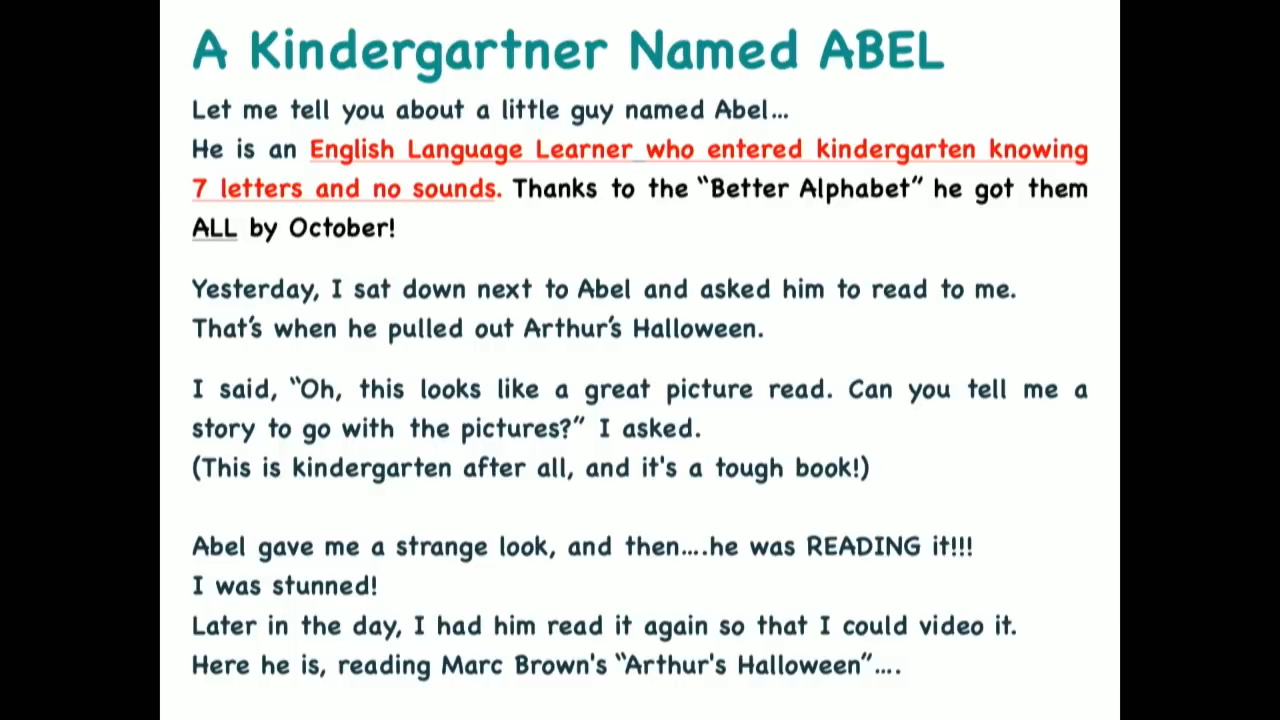 A Kindergartner Named ABEL
Let me tell you about a little guy named Abel...
He is an English Language Learner who entered kindergarten knowing
7 letters and no sounds. Thanks to the “Better Alphabet” he got them
ALL by October!
Yesterday, I sat down next to Abel and asked him to read to me.
That’s when he pulled out Arthur’s Halloween.
I said, “Oh, this looks like a great picture read. Can you tell me a
story to go with the pictures?” I asked.
(This is kindergarten after all, and it's a tough book!)
Abel gave me a strange look, and then....he was READING it!!!
I was stunned!
Later in the day, I had him read it again so that I could video it.
Here he is, reading Marc Brown's “Arthur's Halloween”....